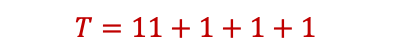 T = 11 + 1 + 1 + 1